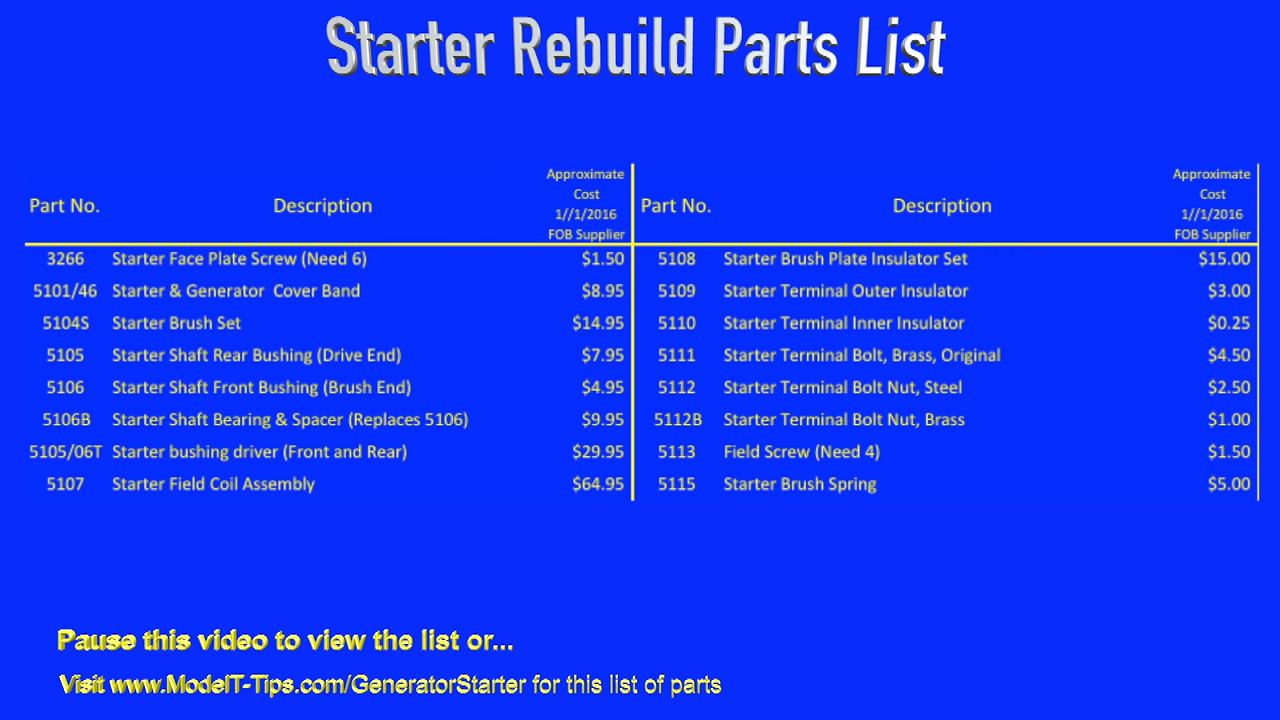 Starter Rebuild Parts List
Part No. Description Approximate Cost 1//1/2016 FOB Supplier Part No. Description Approximate Cost 1//1/2016 FOB Supplier
3266 Starter Face Plate Screw (Need 6) $1.50 5108 Starter Brush Plate Insulator Set $15.00
5101/46 Starter & Generator Cover Band $8.95 5109 Starter Terminal Outer Insulator $3.00
5104S Starter Brush Set $14.95 5110 Starter Terminal Inner Insulator $0.25
5105 Starter Shaft Rear Bushing (Drive End) $7.95 5111 Starter Terminal Bolt, Brass, Original $4.50
5106 Starter Shaft Front Bushing (Brush End) $4.95 5112 Starter Terminal Bolt Nut, Steel $2.50
5106B Starter Shaft Bearing & Spacer (Replaces 5106) $9.95 5112B Starter Terminal Bolt Nut, Brass $1.00
5105/06T Starter bushing driver (Front and Rear) $29.95 5113 Field Screw (Need 4) $1.50
5107 Starter Field Coil Assembly $64.95 5115 Starter Brush Spring $5.00
Pause this video to view the list or...
Visit www.ModelT-Tips.com/GeneratorStarter for this list of parts